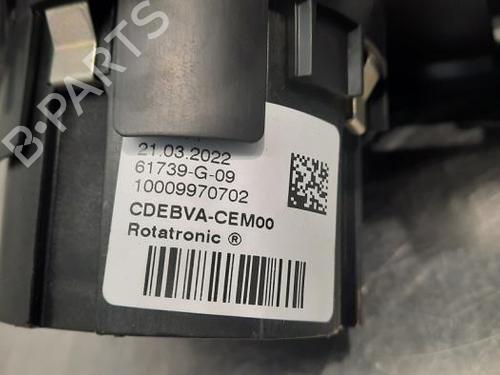 B-PARTS
21.03.2022
61739-G-09
10009970702
CDEBVA-CEM00
Rotatronic ®